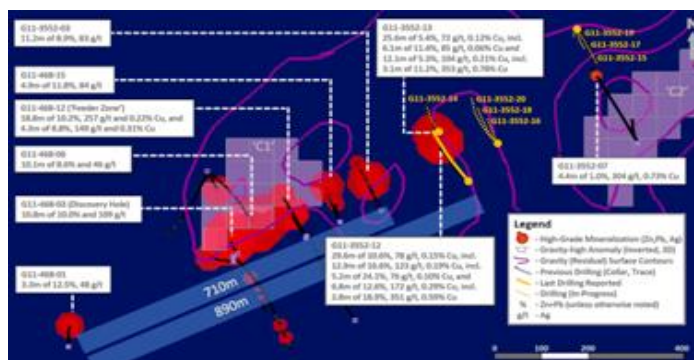 G11-3552-03
11.2m of 8.9%, 83 g/t
G11-468-15
4.9m of 11.8%, 84 g/t
G11-468-12 ('Feeder Zone')
18.8m of 10.2%, 257 g/t and 0.22% Cu, and
4.3m of 8.8%, 149 g/t and 0.31% Cu
G11-468-06
10.1m of 8.6% and 46 g/t
G11-468-03 (Discovery Hole)
10.8m of 10.0% and 109 g/t
G11-468-01
3.3m of 12.5%, 48 g/t
G11-3552-13
25.6m of 5.4%, 72 g/t, 0.12% Cu, incl.
6.1m of 11.4%, 85 g/t, 0.06% Cu and
12.3m of 5.2%, 104 g/t, 0.21% Cu, incl.
3.1m of 11.2%, 353 g/t, 0.76% Cu
G11-3552-14
G11-3552-20
G11-3552-18
G11-3552-16
G11-3552-19
G11-3552-17
G11-3552-15
'C1'
'C2'
G11-3552-07
4.4m of 1.0%, 304 g/t, 0.73% Cu
G11-3552-12
29.6m of 10.6%, 78 g/t, 0.15% Cu, incl.
12.9m of 16.6%, 123 g/t, 0.19% Cu, incl.
5.2m of 24.1%, 76 g/t, 0.10% Cu, and
6.8m of 12.6%, 172 g/t, 0.29% Cu, incl.
2.8m of 18.9%, 351 g/t, 0.59% Cu
710m
890m
Legend
- High-Grade Mineralization (Zn,Pb, Ag)
- Gravity-high Anomaly (Inverted, 3D)
- Gravity (Residual) Surface Contours
- Previous Drilling (Collar, Trace)
- Last Drilling Reported
- Drilling (In-Progress)
% - Zn+Pb (unless otherwise noted)
g/t - Ag
0 200 400